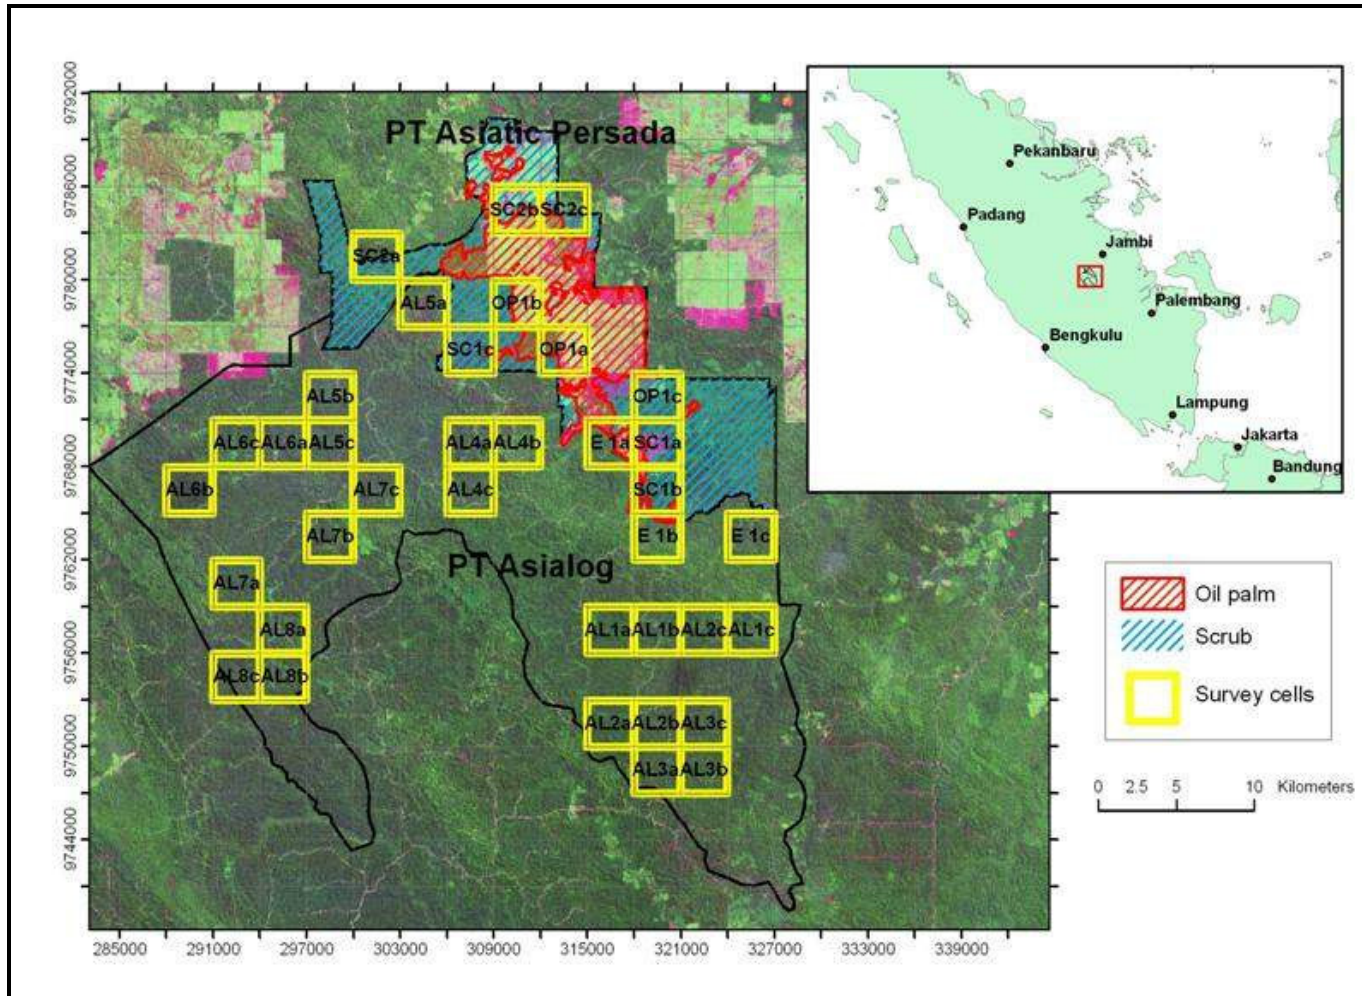 9792000
9786000
9780000
9774000
9768000
9762000
9756000
9750000
9744000
PT Asiatic Persada
SC2b SC2c
SC2a
AL5a OP1b
SC1c OP1a
AL5b OP1c
AL6c AL6a AL5c AL4a AL4b E 1a SC1a
AL6b AL7c AL4c SC1b
AL7b E 1b E 1c
PT Asialog
AL7a
AL8a AL1a AL1b AL2c AL1c
AL8c AL8b
AL2a AL2b AL3c
AL3a AL3b
285000 291000 297000 303000 309000 315000 321000 327000 333000 339000
Pekanbaru
Padang
Jambi
Palembang
Bengkulu
Lampung
Jakarta
Bandung
Oil palm
Scrub
Survey cells
0 2.5 5 10 Kilometers